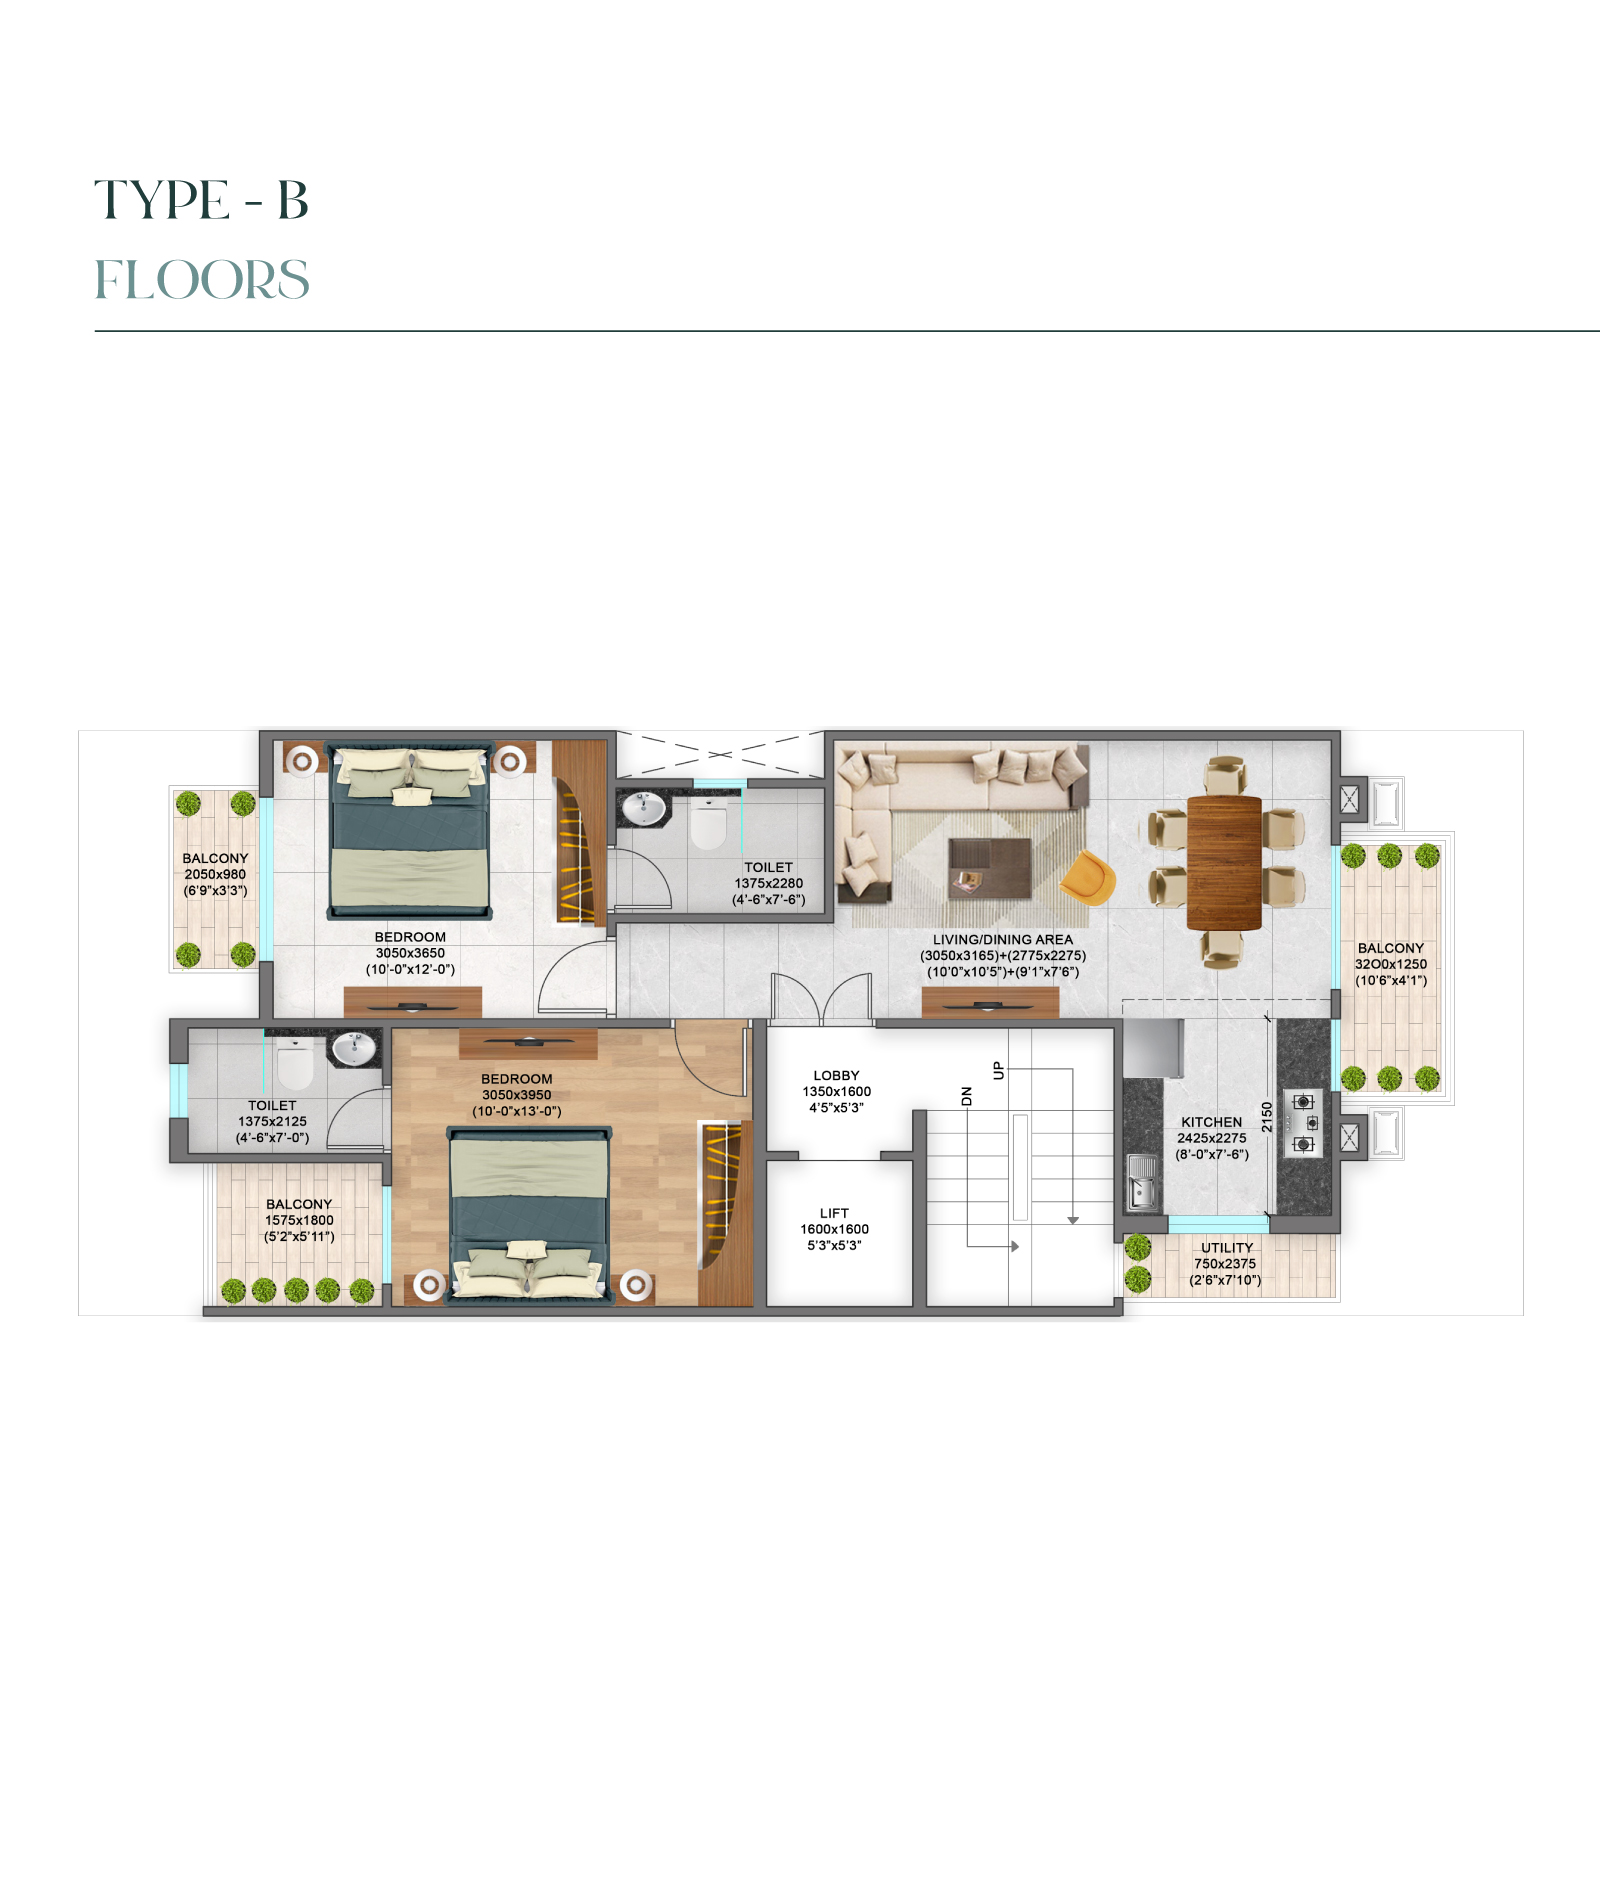 TYPE - B
FLOORS
BALCONY
2050x980
(6'9"x3'3")
BEDROOM
3050x3650
(10'-0"x12'-0")
TOILET
1375x2280
(4'-6"x7'-6")
LIVING/DINING AREA
(3050x3165)+(2775x2275)
(10'0"x10'5")+(9'1"x7'6")
BALCONY
32O0x1250
(10'6"x4'1")
TOILET
1375x2125
(4'-6"x7'-0")
BEDROOM
3050x3950
(10'-0"x13'-0")
LOBBY
1350x1600
4'5"x5'3"
DN
UP
KITCHEN
2425x2275
(8'-0"x7'-6")
2150
BALCONY
1575x1800
(5'2"x5'11")
LIFT
1600x1600
5'3"x5'3"
UTILITY
750x2375
(2'6"x7'10")